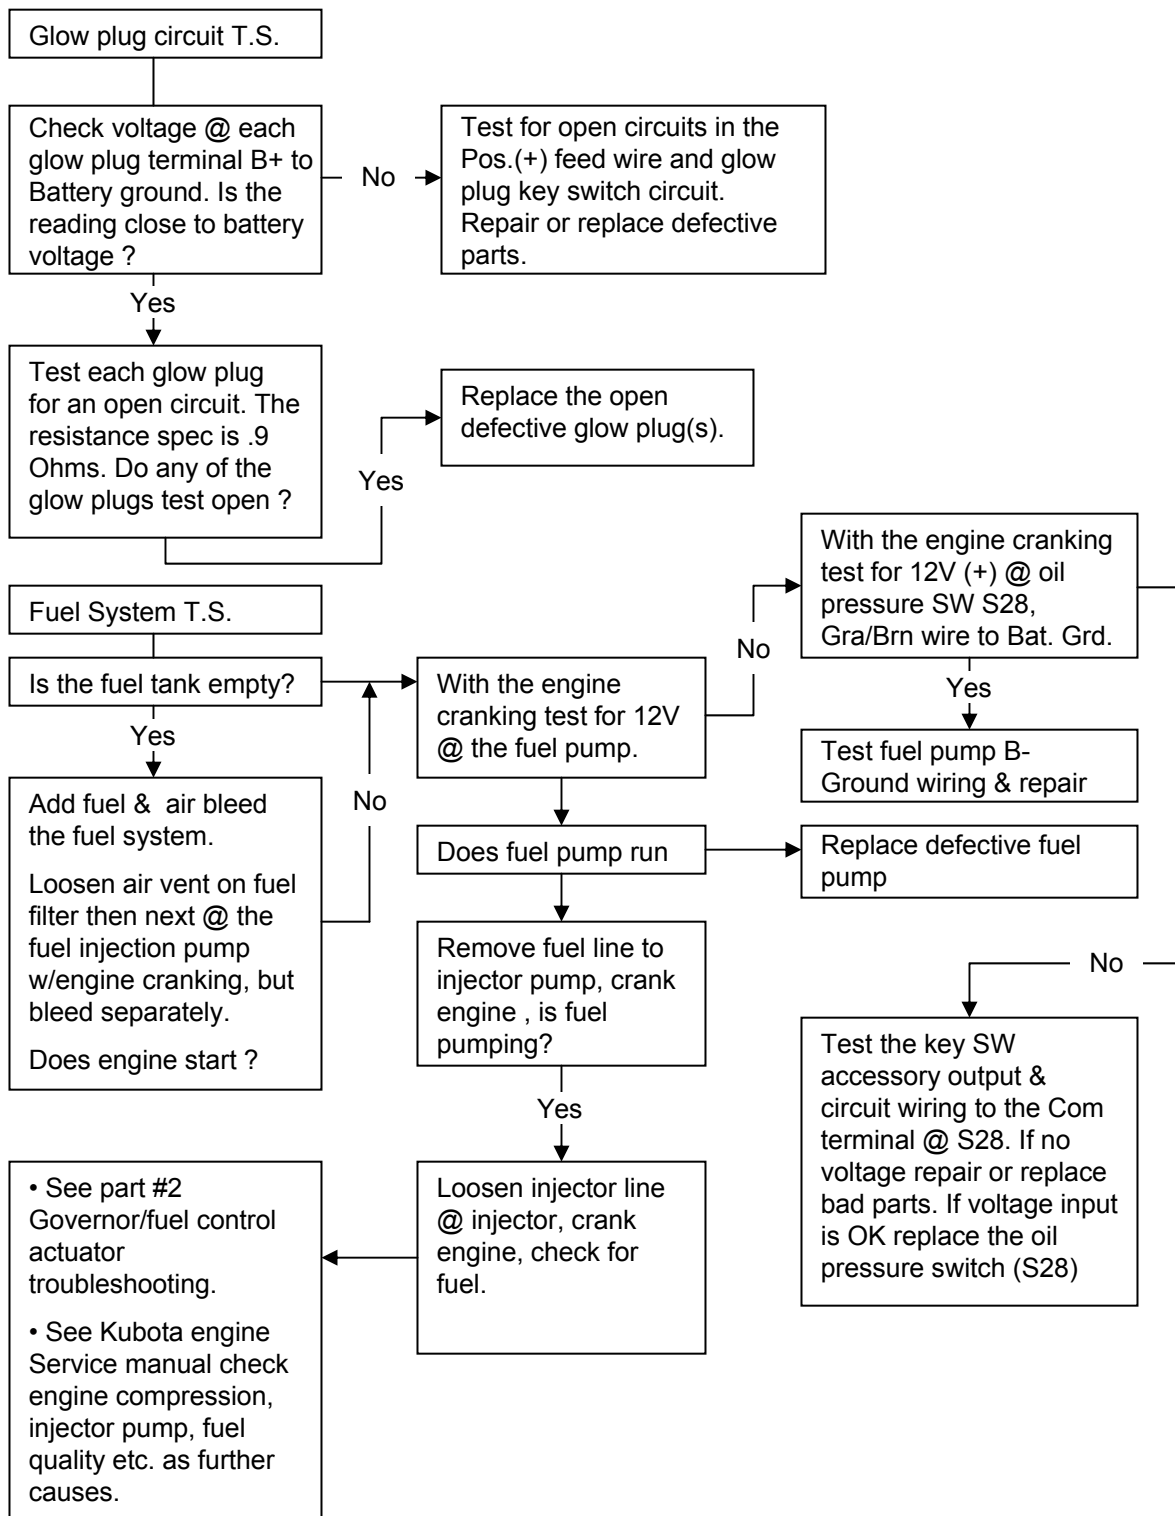 Glow plug circuit T.S.
Check voltage @ each
glow plug terminal B+ to
Battery ground. Is the
reading close to battery
voltage ?
No
Test for open circuits in the
Pos.(+) feed wire and glow
plug key switch circuit.
Repair or replace defective
parts.
Yes
Test each glow plug
for an open circuit. The
resistance spec is .9
Ohms. Do any of the
glow plugs test open ?
Yes
Replace the open
defective glow plug(s).
Fuel System T.S.
Is the fuel tank empty?
Yes
Add fuel &  air bleed
the fuel system.
Loosen air vent on fuel
filter then next @ the
fuel injection pump
w/engine cranking, but
bleed separately.
Does engine start ?
No
With the engine
cranking test for 12V
@ the fuel pump.
No
With the engine cranking
test for 12V (+) @ oil
pressure SW S28,
Gra/Brn wire to Bat. Grd.
Yes
Test fuel pump B-
Ground wiring & repair
Does fuel pump run
Replace defective fuel
pump
Remove fuel line to
injector pump, crank
engine , is fuel
pumping?
Yes
No
Test the key SW
accessory output &
circuit wiring to the Com
terminal @ S28. If no
voltage repair or replace
bad parts. If voltage input
is OK replace the oil
pressure switch (S28)
Loosen injector line
@ injector, crank
engine, check for
fuel.
• See part #2
Governor/fuel control
actuator
troubleshooting.
• See Kubota engine
Service manual check
engine compression,
injector pump, fuel
quality etc. as further
causes.